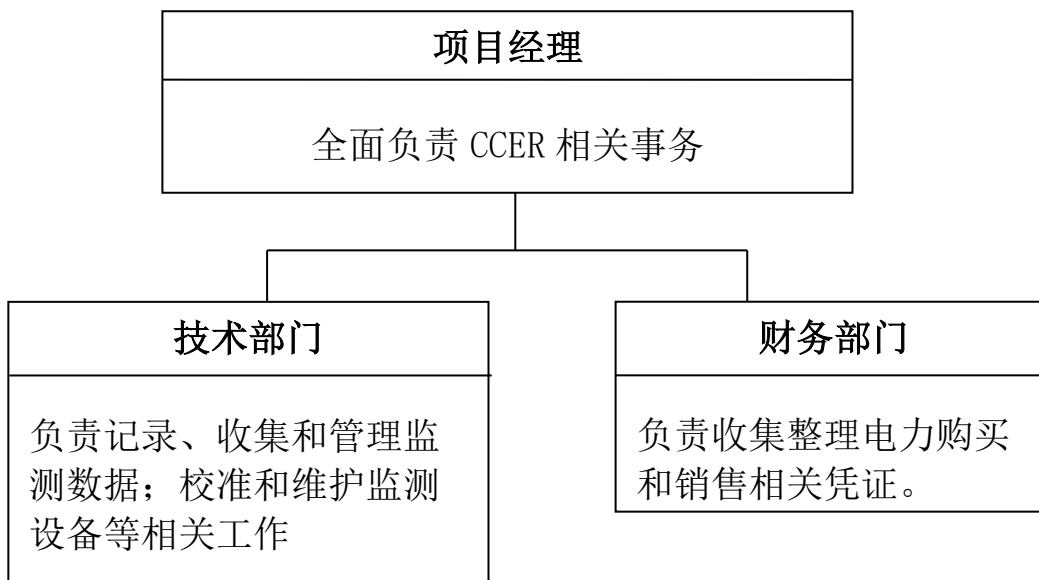 项目经理
全面负责 CCER 相关事务
技术部门
负责记录、收集和管理监
测数据；校准和维护监测
设备等相关工作
财务部门
负责收集整理电力购买
和销售相关凭证。